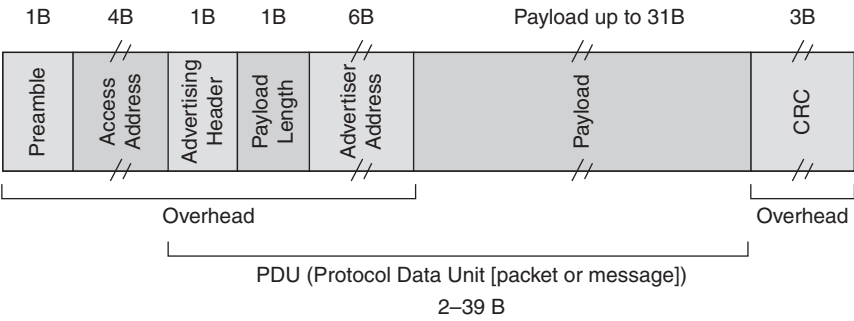 1B 4B 1B 1B 6B Payload up to 31B 3B
Preamble
Access
Address
Advertising
Header
Payload
Length
Advertiser
Address
Payload
CRC
Overhead Overhead
PDU (Protocol Data Unit [packet or message])
2–39 B